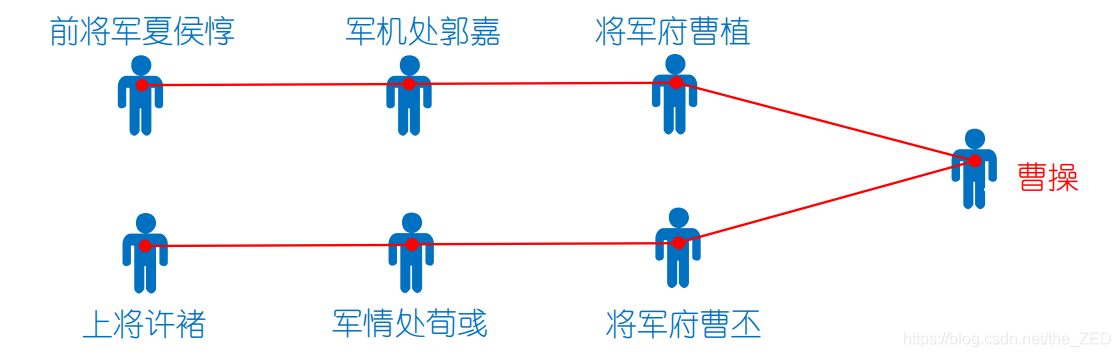 前将军夏侯惇
军机处郭嘉
将军府曹植
曹操
上将许褚
军情处荀彧
将军府曹丕
https://blog.csdn.net/the_ZED